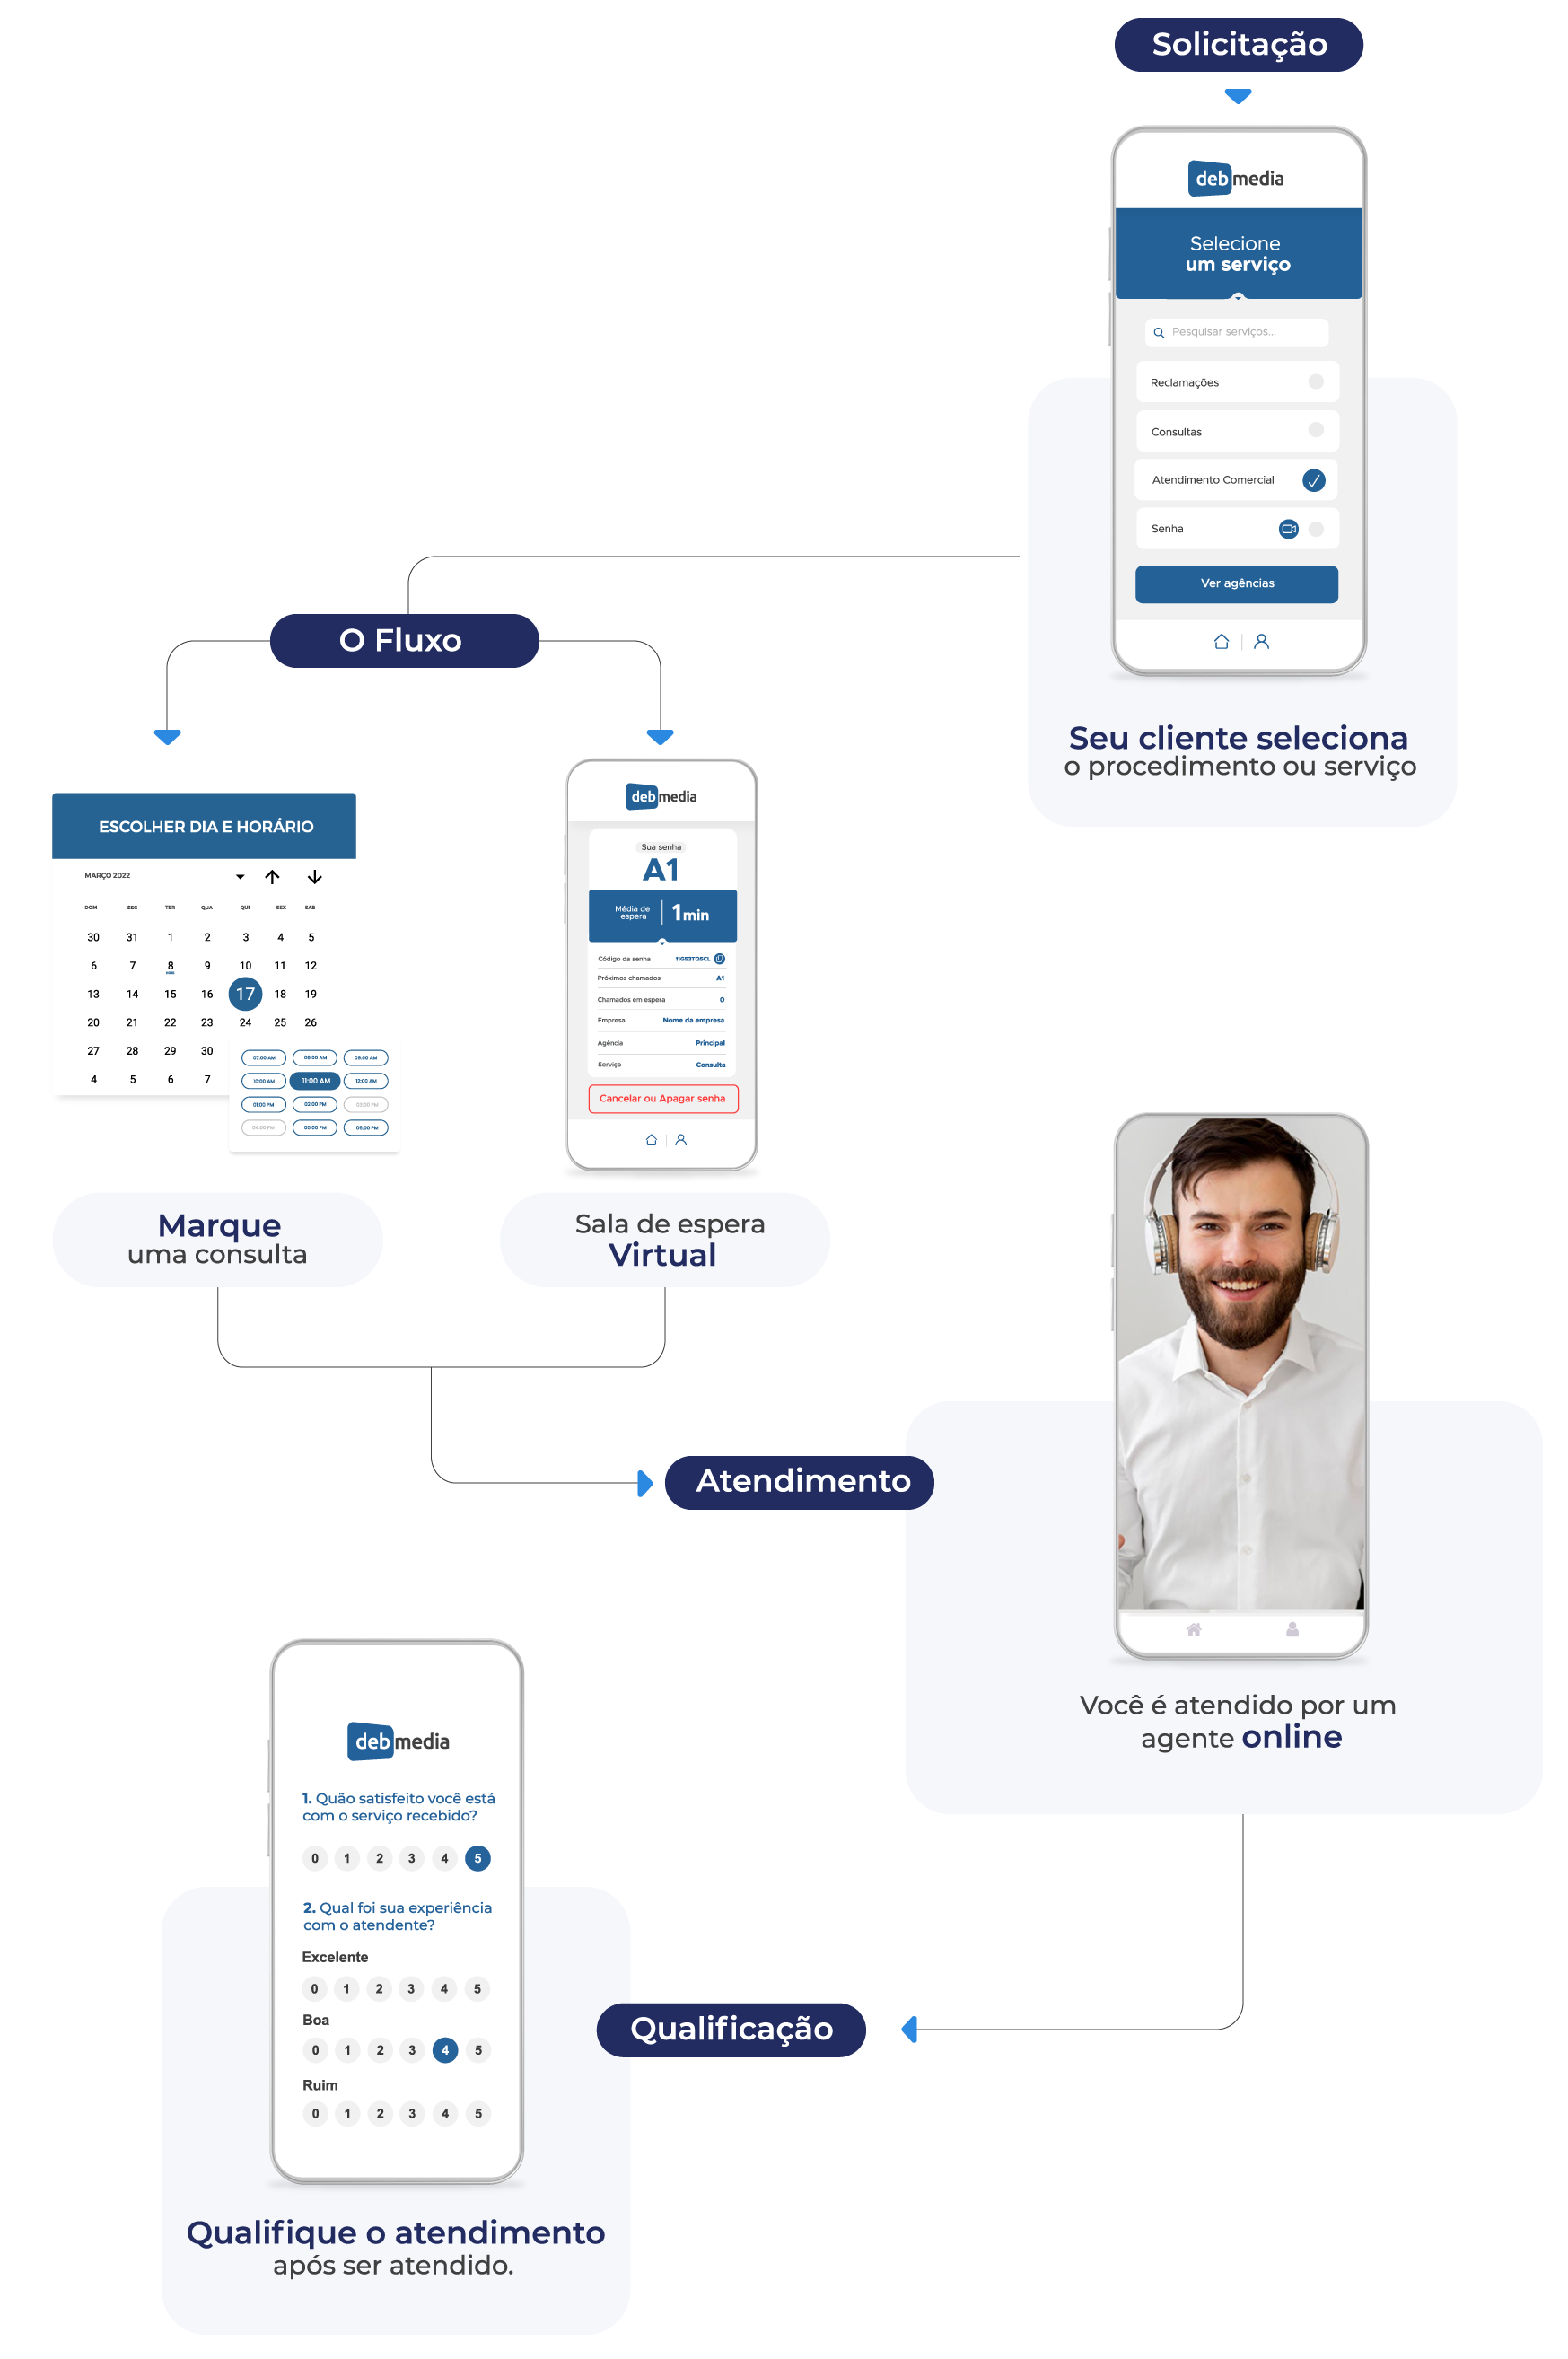 Solicitação
debmedia
Selecione
um serviço
Pesquisar serviços...
Reclamações
Consultas
Atendimento Comercial
Senha
Ver agências
Seu cliente seleciona
o procedimento ou serviço
O Fluxo
ESCOLHER DIA E HORÁRIO
MARÇO 2022
DOM SEG TER QUA QUI SEX SAB
30 31 1 2 3 4 5
6 7 8 9 10 11 12
13 14 15 16 17 18 19
20 21 22 23 24 25 26
27 28 29 30
4 5 6 7
07:00 AM 08:00 AM 09:00 AM
10:00 AM 11:00 AM 12:00 AM
01:00 PM 02:00 PM 03:00 PM
04:00 PM 05:00 PM 06:00 PM
Marque
uma consulta
debmedia
Sua senha
A1
Média de
espera
1 min
Código da senha
Próximos chamados A1
Chamados em espera 0
Empresa Nome da empresa
Agência Principal
Serviço Consulta
Cancelar ou Apagar senha
Sala de espera
Virtual
Atendimento
Você é atendido por um
agente online
debmedia
1. Quão satisfeito você está
com o serviço recebido?
0 1 2 3 4 5
2. Qual foi sua experiência
com o atendente?
Excelente
0 1 2 3 4 5
Boa
0 1 2 3 4 5
Ruim
0 1 2 3 4 5
Qualificação
Qualifique o atendimento
após ser atendido.